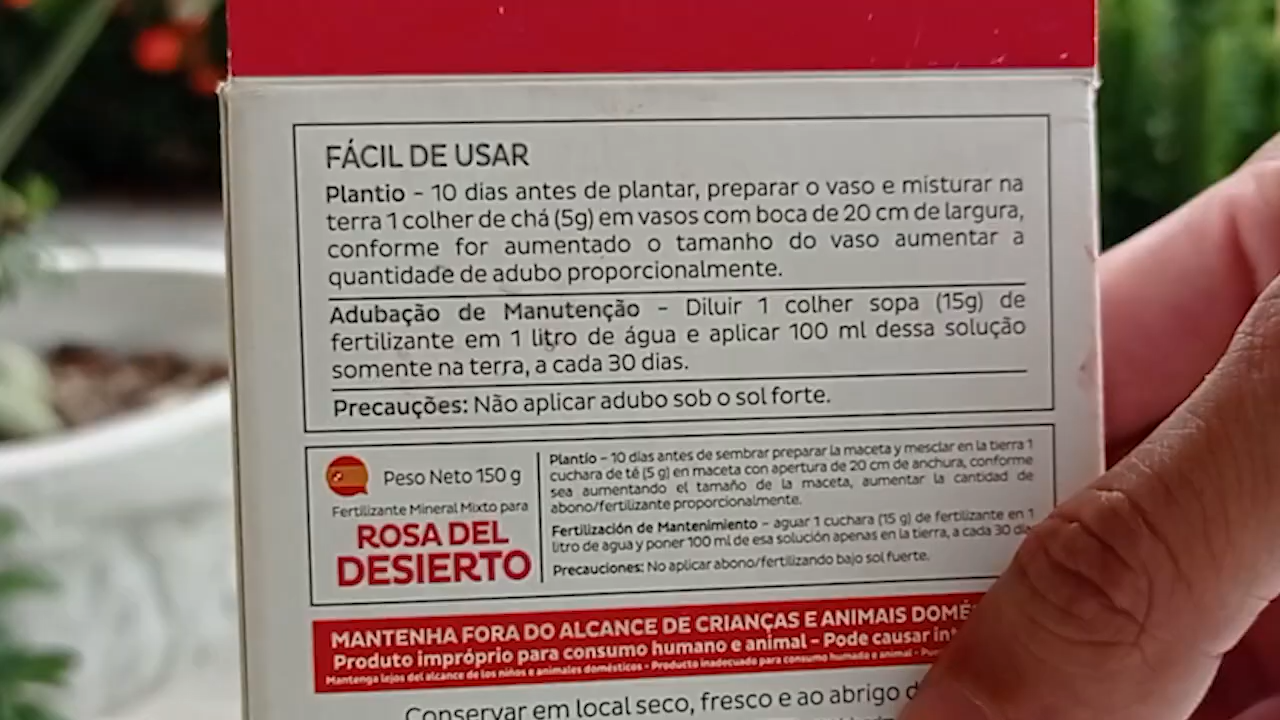 FÁCIL DE USAR
Plantio - 10 dias antes de plantar, preparar o vaso e misturar na
terra 1 colher de chá (5g) em vasos com boca de 20 cm de largura,
conforme for aumentado o tamanho do vaso aumentar a
quantidade de adubo proporcionalmente.
Adubação de Manutenção - Diluir 1 colher sopa (15g) de
fertilizante em 1 litro de água e aplicar 100 ml dessa solução
somente na terra, a cada 30 dias.
Precauções: Não aplicar adubo sob o sol forte.
Peso Neto 150 g
Fertilizante Mineral Mixto para
ROSA DEL
DESIERTO
Plantio - 10 días antes de sembrar preparar la maceta y mesclar en la tierra 1
cuchara de té (5 g) en maceta con apertura de 20 cm de anchura, conforme
sea aumentando el tamaño de la maceta, aumentar la cantidad de
abono/fertilizante proporcionalmente.
Fertilización de Mantenimiento - aguar 1 cuchara (15 g) de fertilizante en 1
litro de agua y poner 100 ml de esa solución apenas en la tierra, a cada 30
Precauciones: No aplicar abono/fertilizando bajo sol fuerte.
MANTENHA FORA DO ALCANCE DE CRIANÇAS E ANIMAIS
Produto impróprio para consumo humano e animal - Pode causar
Mantenga lejos del alcance de los niños e animales domésticos - Producto inadecuado para consumo humado e animal -
Conservar em local seco, fresco e ao abrigo